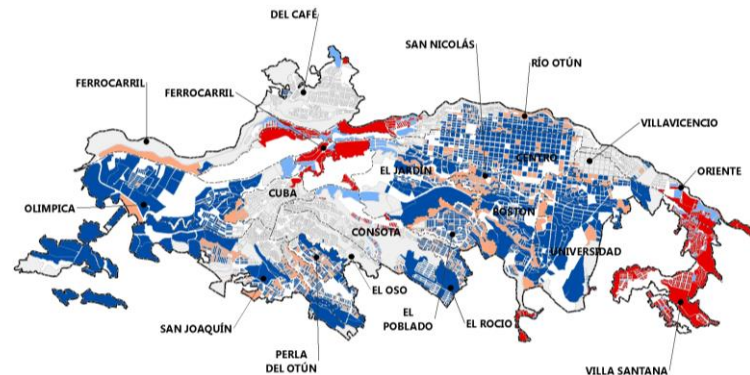 DEL CAFÉ
SAN NICOLÁS
RÍO OTÚN
FERROCARRIL
FERROCARRIL
VILLAVICENCIO
CENTRO
EL JARDÍN
ORIENTE
CUBA
OLIMPICA
BOSTON
CONSOTA
UNIVERSIDAD
EL OSO
SAN JOAQUÍN
EL
POBLADO
EL ROCIO
PERLA
DEL OTÚN
VILLA SANTANA